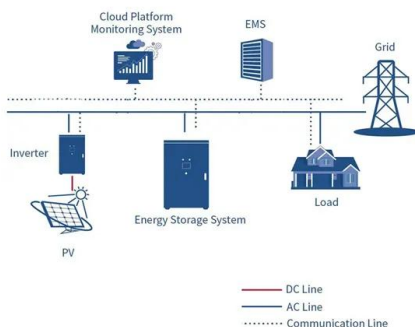 Cloud Platform
Monitoring System
EMS
Grid
Inverter
Energy Storage System
Load
PV
DC Line
AC Line
Communication Line